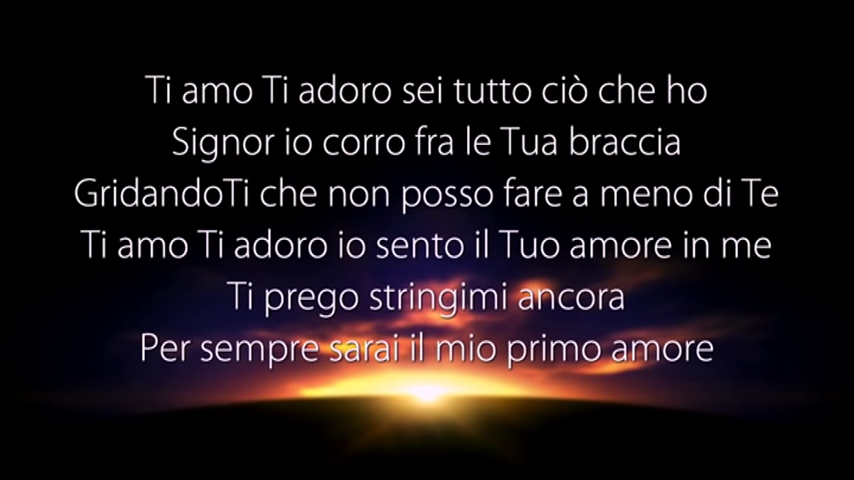 Ti amo Ti adoro sei tutto ciò che ho
Signor io corro fra le Tua braccia
GridandoTi che non posso fare a meno di Te
Ti amo Ti adoro io sento il Tuo amore in me
Ti prego stringimi ancora
Per sempre sarai il mio primo amore